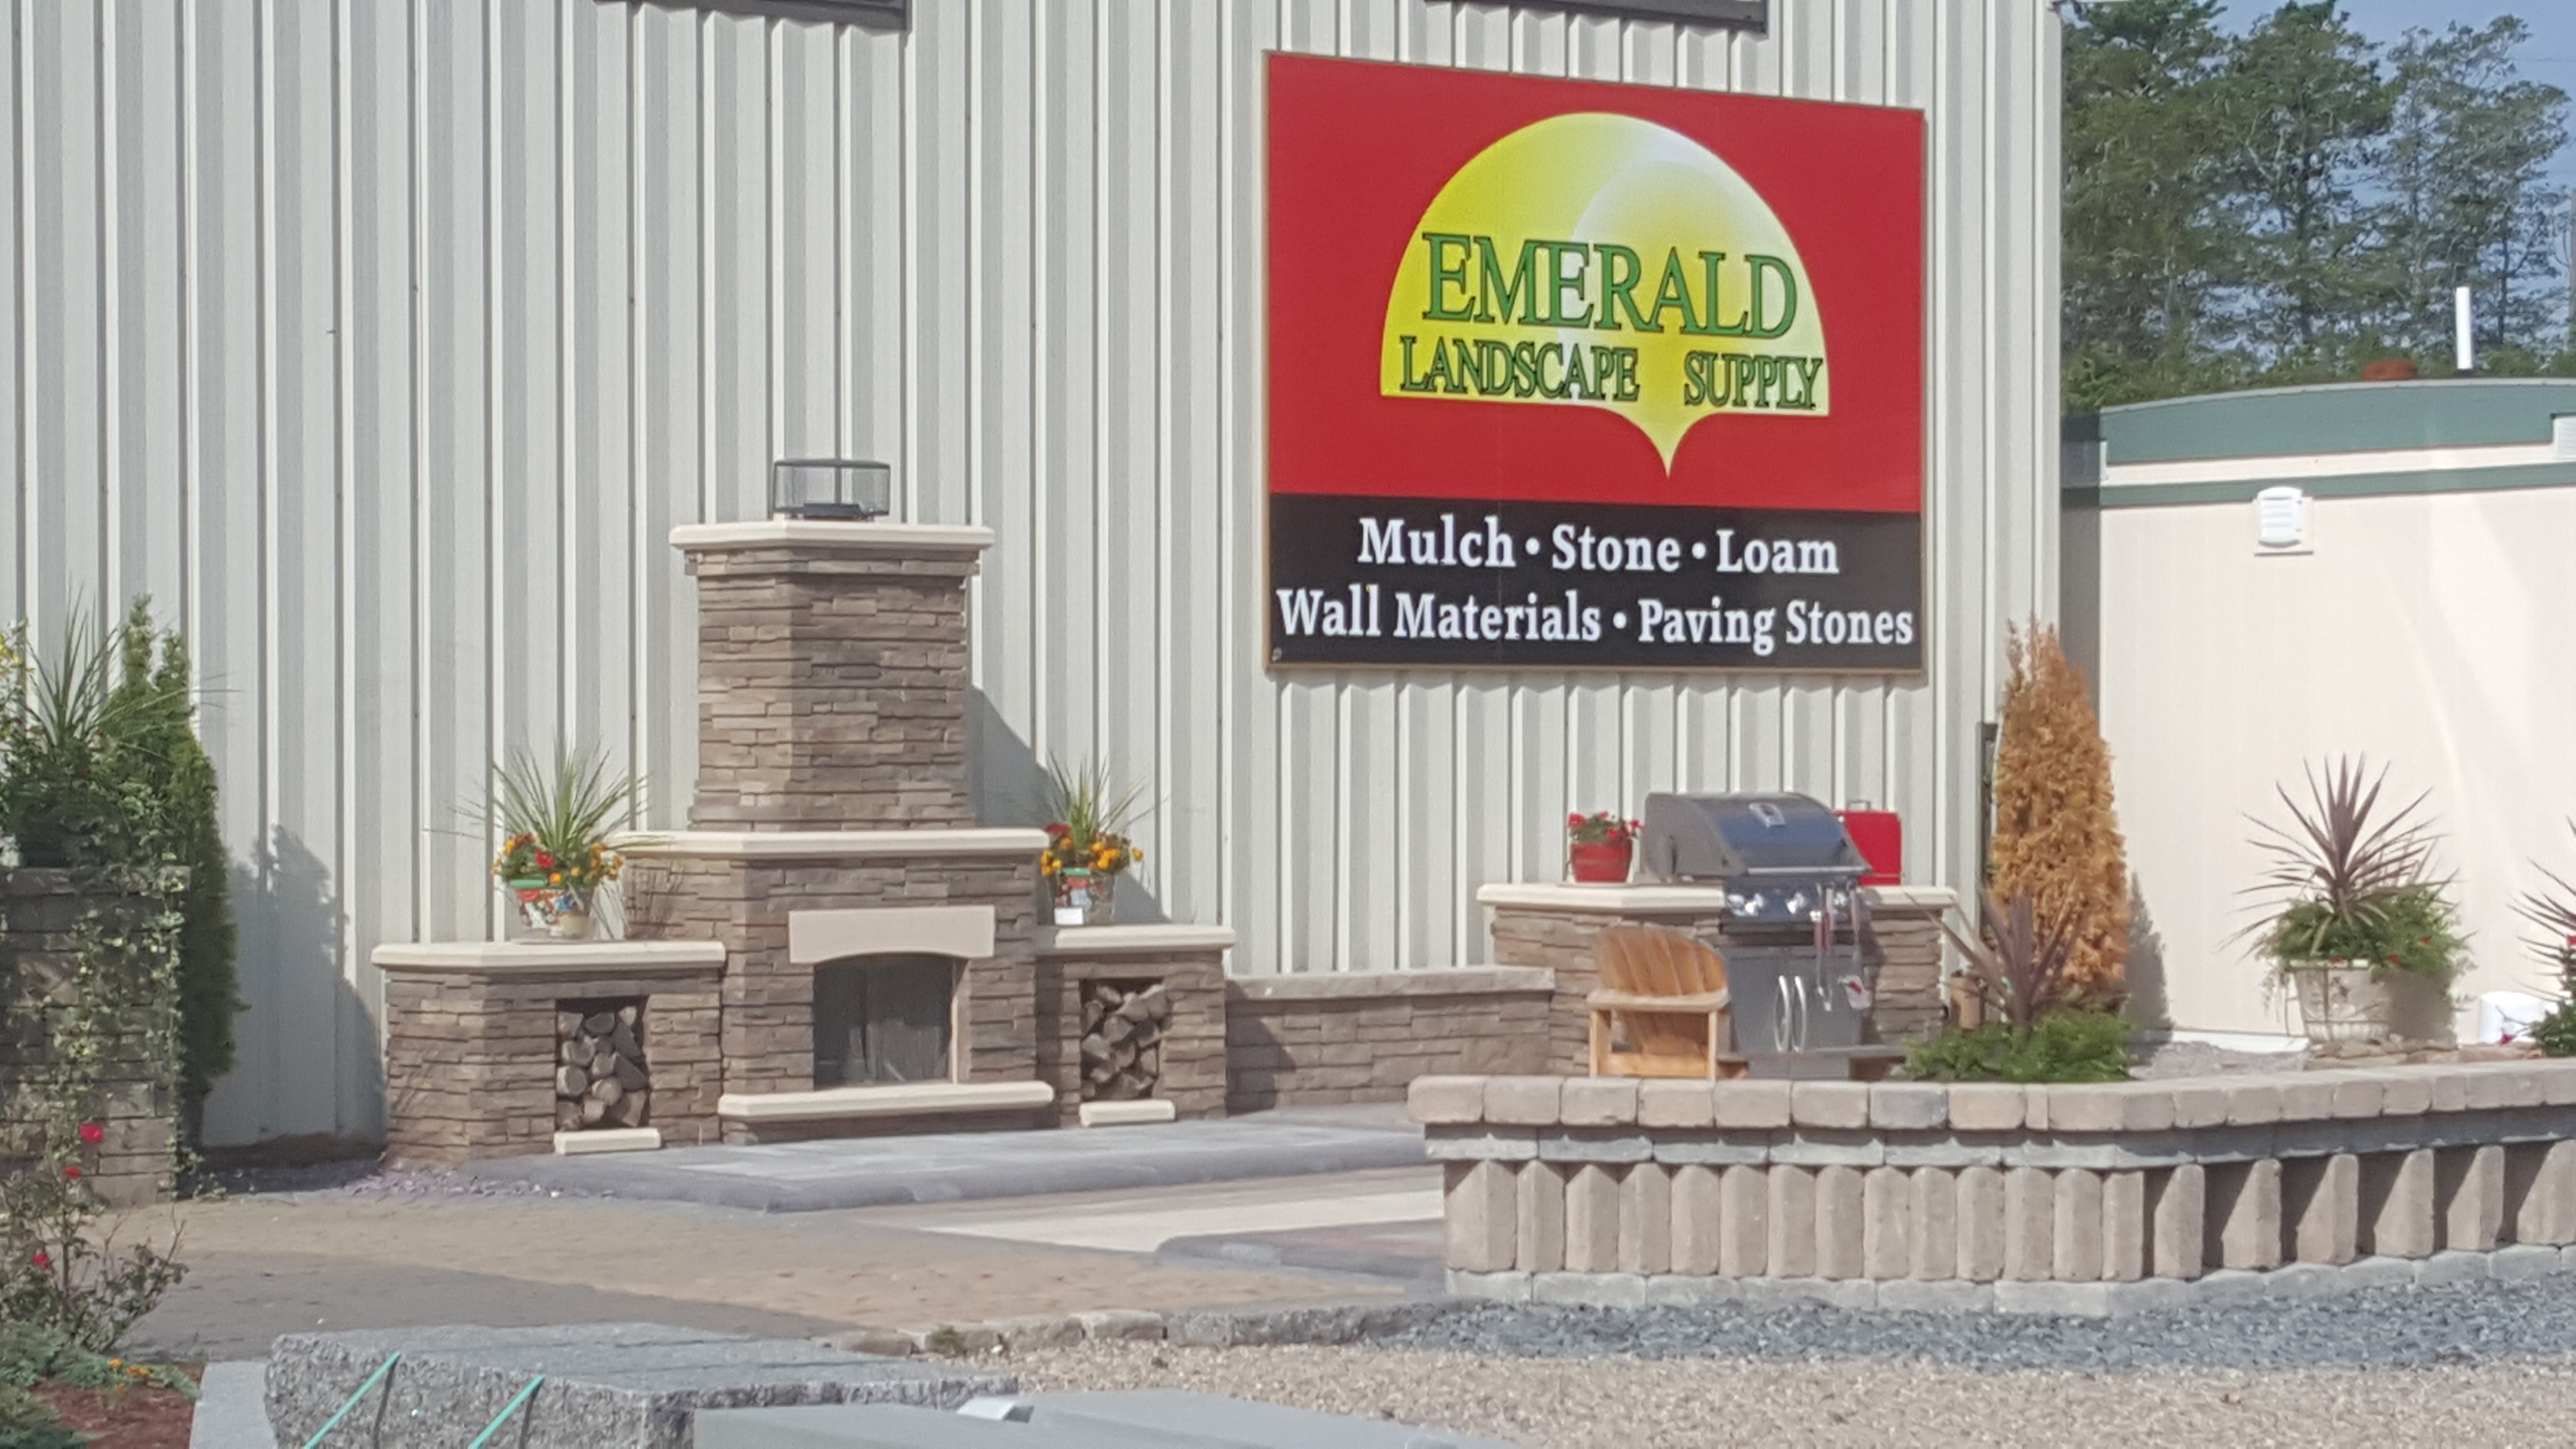 EMERALD
LANDSCAPE SUPPLY
Mulch • Stone • Loam
Wall Materials • Paving Stones